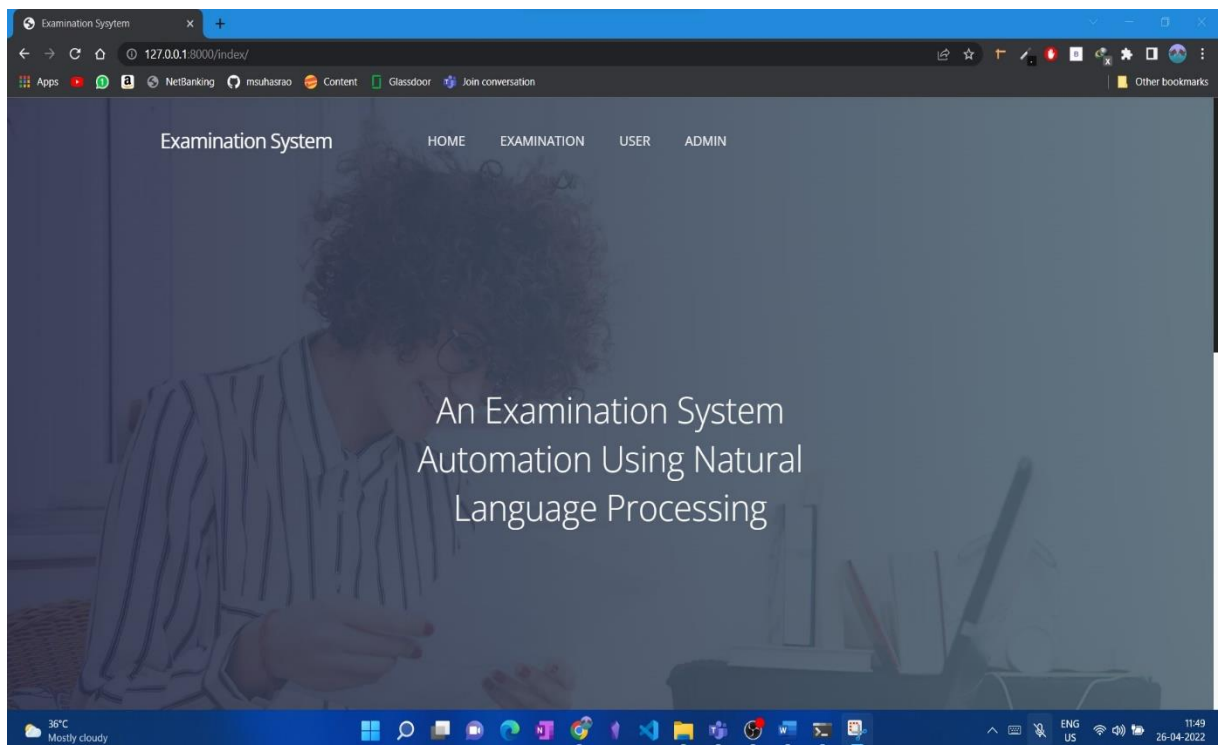 Examination Sysytem
127.0.0.1:8000/index/
Apps NetBanking msuhasrao Content Glassdoor Join conversation Other bookmarks
Examination System HOME EXAMINATION USER ADMIN
An Examination System
Automation Using Natural
Language Processing
36°C
Mostly cloudy
ENG
US
11:49
26-04-2022